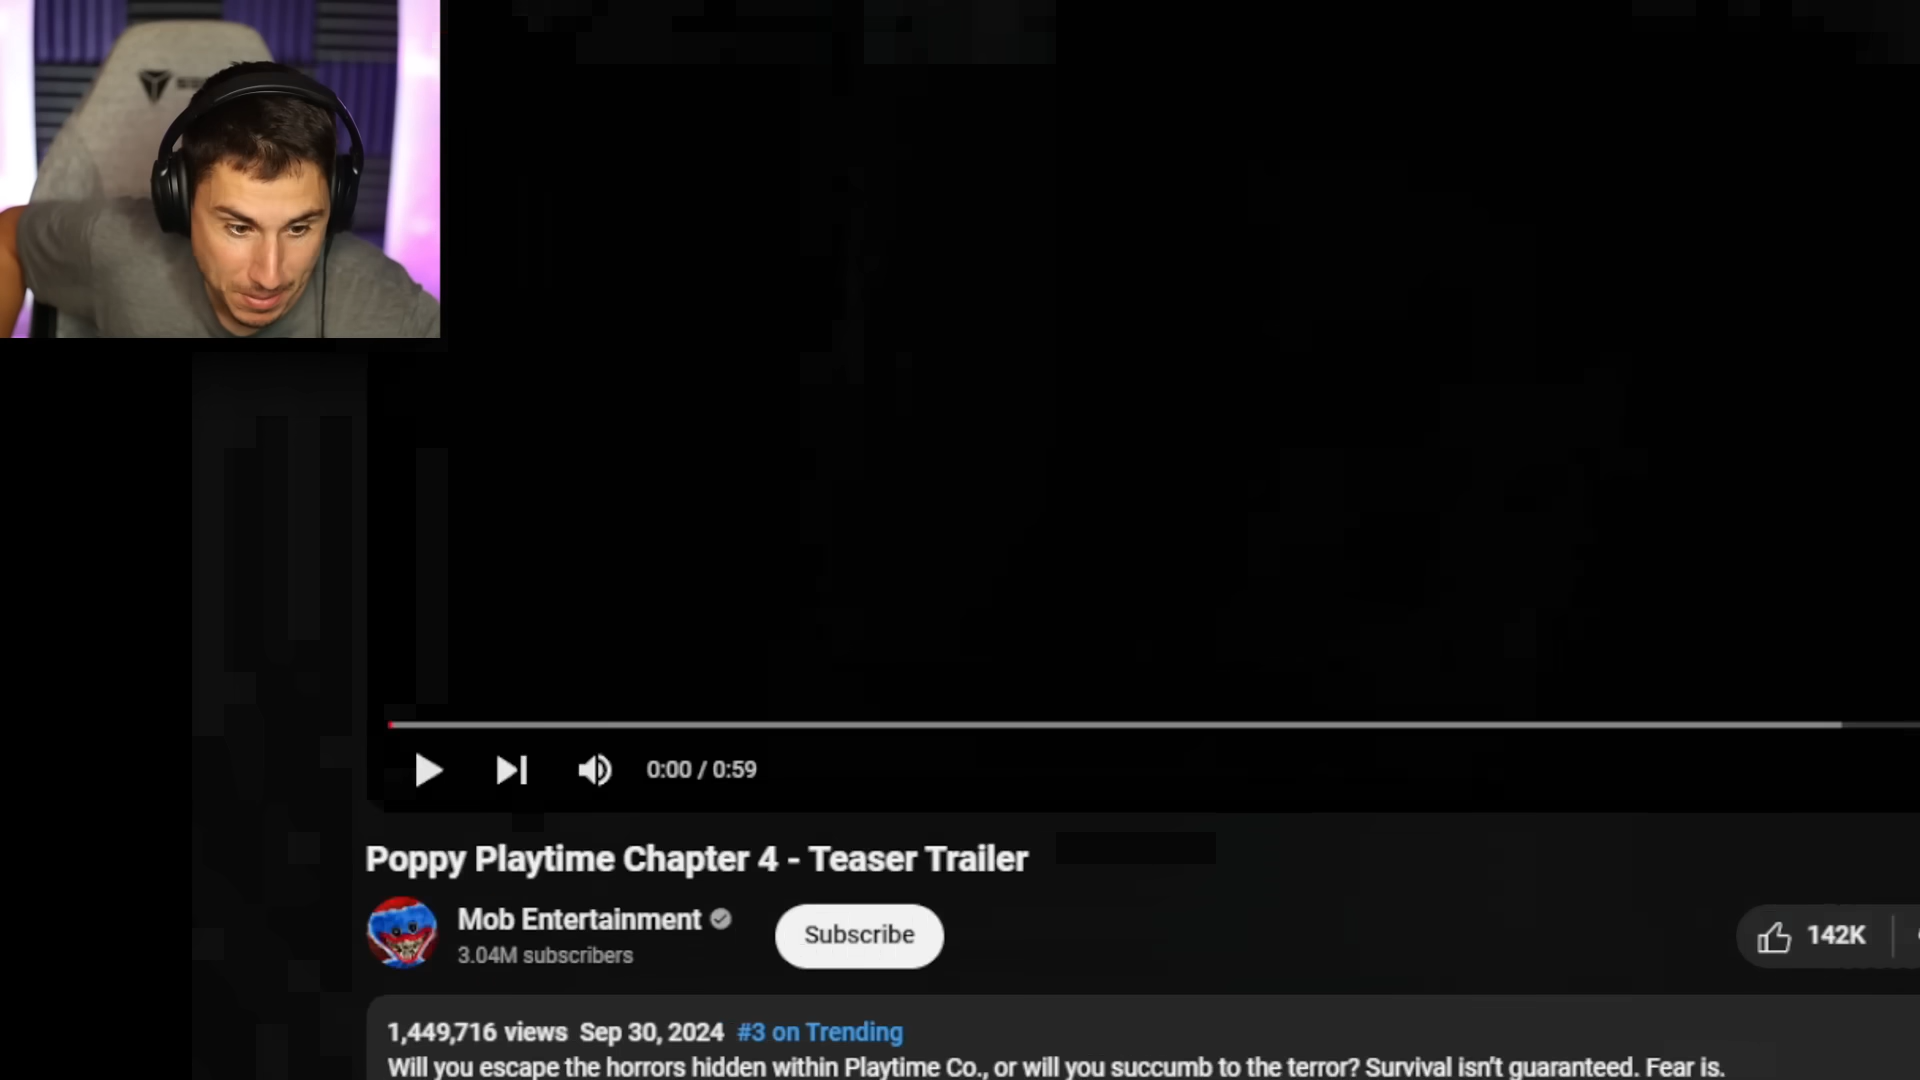 0:00 / 0:59
Poppy Playtime Chapter 4 - Teaser Trailer
Mob Entertainment
3.04M subscribers
Subscribe
142K
1,449,716 views Sep 30, 2024 #3 on Trending
Will you escape the horrors hidden within Playtime Co., or will you succumb to the terror? Survival isn't guaranteed. Fear is.